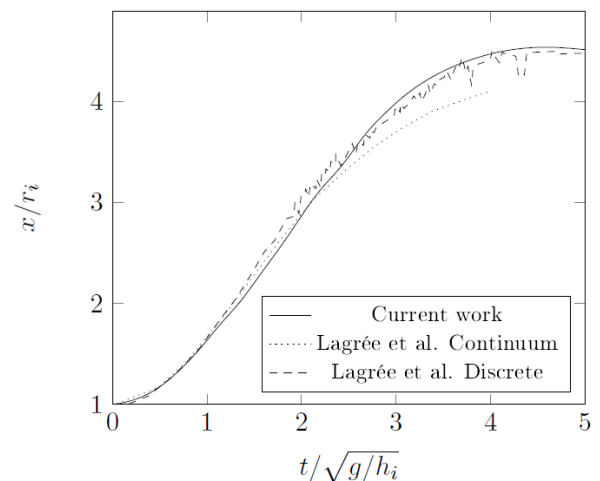 4
3
2
1
x/r_i
0
1
2
3
4
5
t/√g/h_i
Current work
Lagrée et al. Continuum
Lagrée et al. Discrete